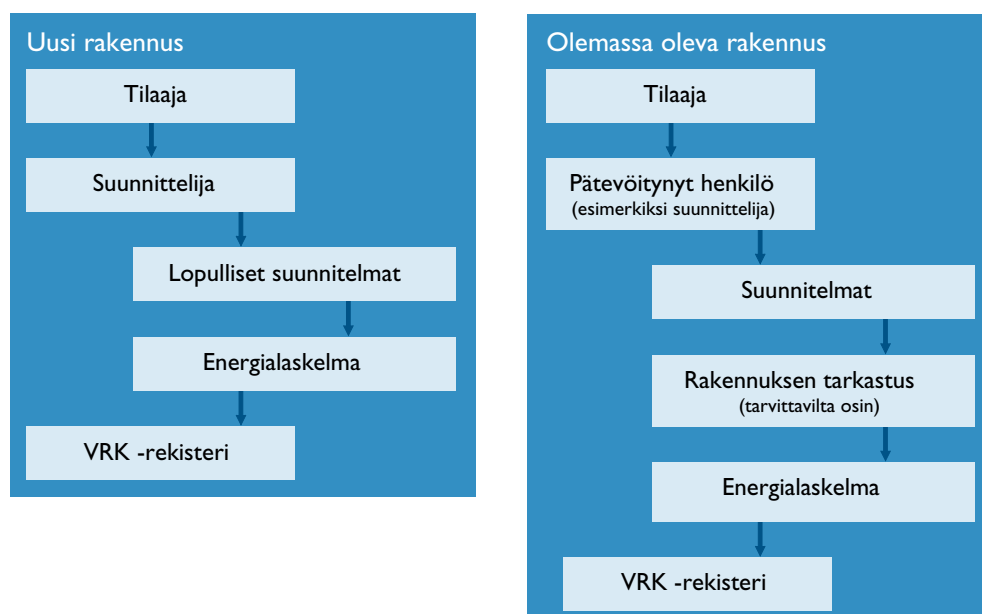 Uusi rakennus
Tilaaja
Suunnittelija
Lopulliset suunnitelmat
Energialaskelma
VRK -rekisteri
Olemassa oleva rakennus
Tilaaja
Pätevöitynyt henkilö
(esimerkiksi suunnittelija)
Suunnitelmat
Rakennuksen tarkastus
(tarvittavilta osin)
Energialaskelma
VRK -rekisteri